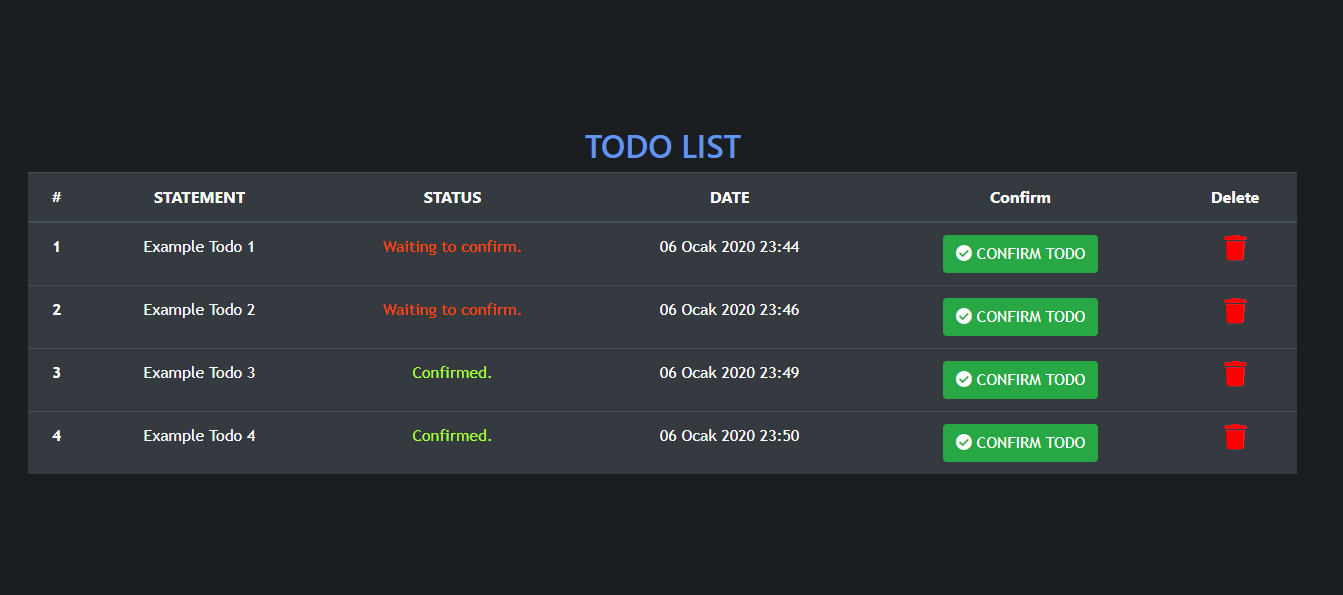 TODO LIST
# STATEMENT STATUS DATE Confirm Delete
1 Example Todo 1 Waiting to confirm. 06 Ocak 2020 23:44 CONFIRM TODO
2 Example Todo 2 Waiting to confirm. 06 Ocak 2020 23:46 CONFIRM TODO
3 Example Todo 3 Confirmed. 06 Ocak 2020 23:49 CONFIRM TODO
4 Example Todo 4 Confirmed. 06 Ocak 2020 23:50 CONFIRM TODO